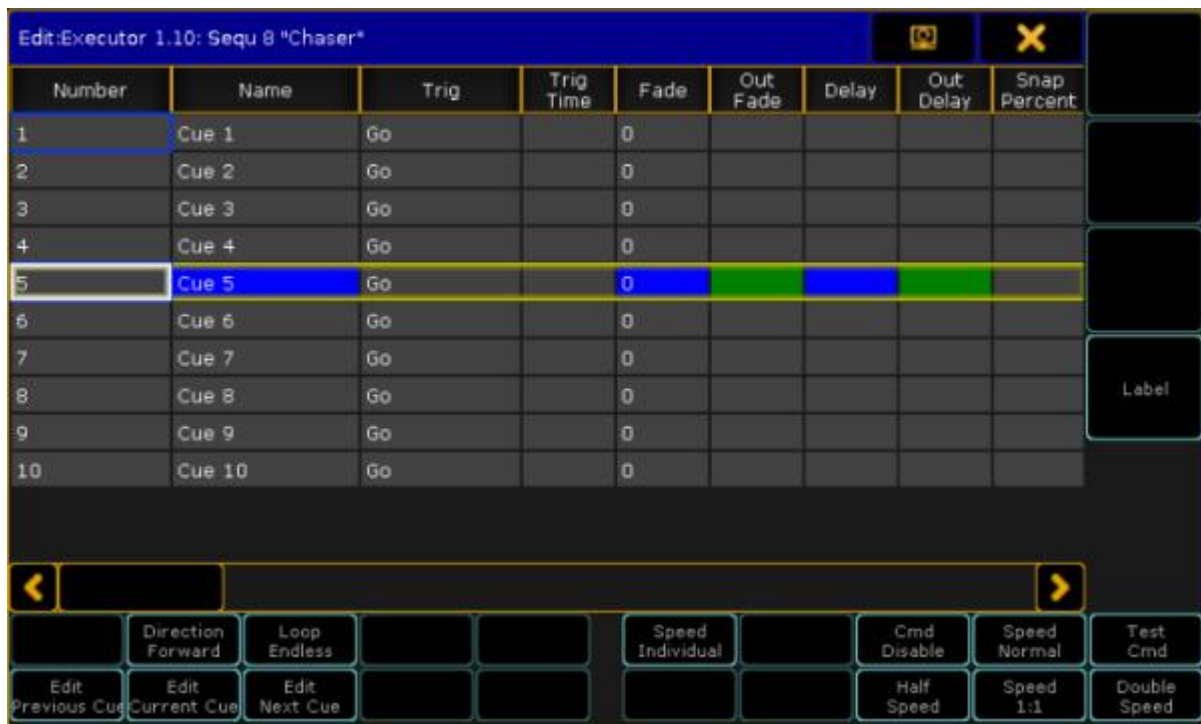 Edit:Executor 1.10: Sequ 8 "Chaser"
Number Name Trig Trig Time Fade Out Fade Delay Out Delay Snap Percent
1 Cue 1 Go 0
2 Cue 2 Go 0
3 Cue 3 Go 0
4 Cue 4 Go 0
5 Cue 5 Go 0
6 Cue 6 Go 0
7 Cue 7 Go 0
8 Cue 8 Go 0
9 Cue 9 Go 0
10 Cue 10 Go 0
Label
Direction Forward Loop Endless Speed Individual Cmd Disable Speed Normal Test Cmd
Edit Previous Cue Edit Current Cue Edit Next Cue Half Speed Speed 1:1 Double Speed